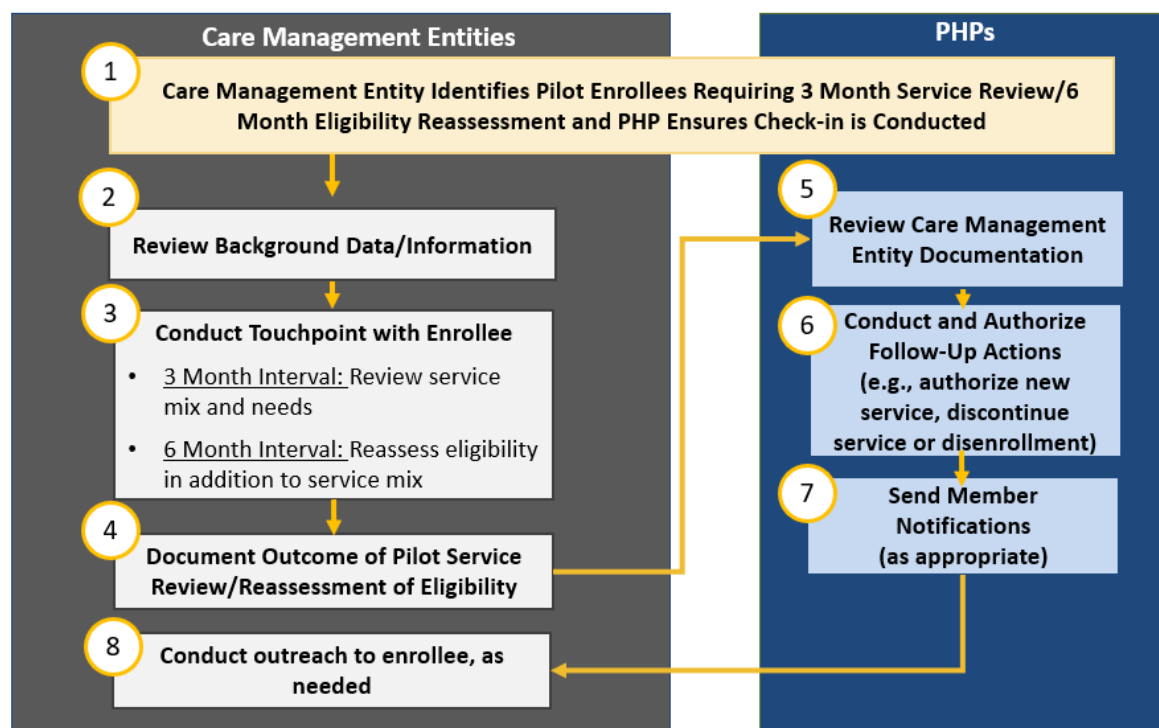 Care Management Entities
PHPs
1
Care Management Entity Identifies Pilot Enrollees Requiring 3 Month Service Review/6
Month Eligibility Reassessment and PHP Ensures Check-in is Conducted
2
Review Background Data/Information
3
Conduct Touchpoint with Enrollee
• 3 Month Interval: Review service
mix and needs
• 6 Month Interval: Reassess eligibility
in addition to service mix
4
Document Outcome of Pilot Service
Review/Reassessment of Eligibility
5
Review Care Management
Entity Documentation
6
Conduct and Authorize
Follow-Up Actions
(e.g., authorize new
service, discontinue
service or disenrollment)
7
Send Member
Notifications
(as appropriate)
8
Conduct outreach to enrollee, as
needed